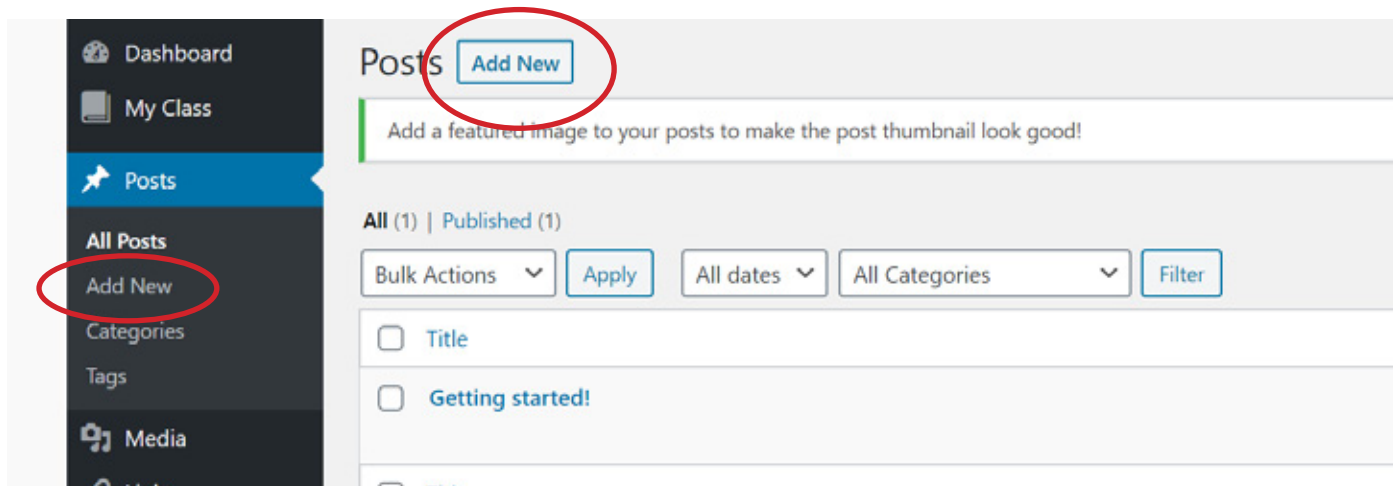 Dashboard
My Class
Posts
All Posts
Add New
Categories
Tags
Media
Posts Add New
Add a featured image to your posts to make the post thumbnail look good!
All (1) | Published (1)
Bulk Actions Apply All dates All Categories Filter
Title
Getting started!